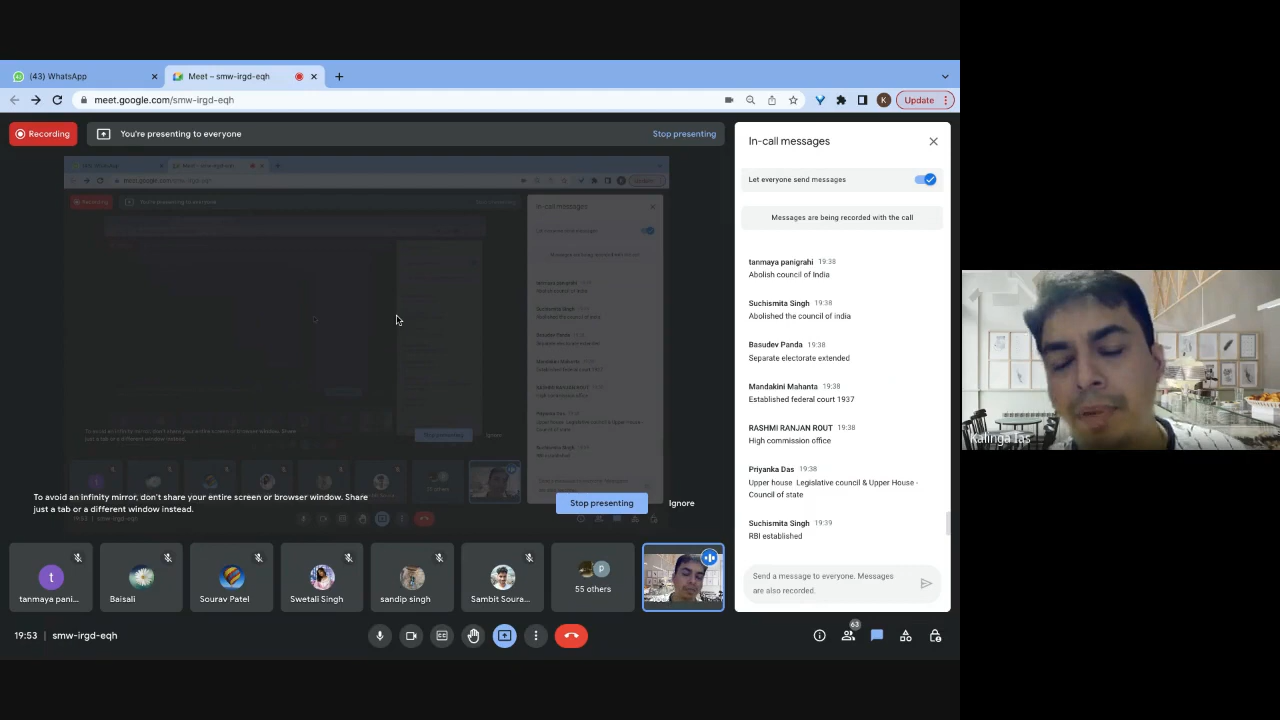 (43) WhatsApp
Meet – smw-irgd-eqh
meet.google.com/smw-irgd-eqh
K
Update
Recording
You're presenting to everyone
Stop presenting
In-call messages
Let everyone send messages
Messages are being recorded with the call
tanmaya panigrahi 19:38
Abolish council of India
Suchismita Singh 19:38
Abolished the council of india
Basudev Panda 19:38
Separate electorate extended
Mandakini Mahanta 19:38
Established federal court 1937
RASHMI RANJAN ROUT 19:38
High commission office
Priyanka Das 19:38
Upper house Legislative council & Upper House -
Council of state
Suchismita Singh 19:39
RBI established
Send a message to everyone. Messages
are also recorded.
To avoid an infinity mirror, don't share your entire screen or browser window. Share
just a tab or a different window instead.
Stop presenting
Ignore
t
tanmaya pani...
Baisali
Sourav Patel
Swetali Singh
sandip singh
Sambit Soura...
p
55 others
19:53 | smw-irgd-eqh
63
Kalinga Ias